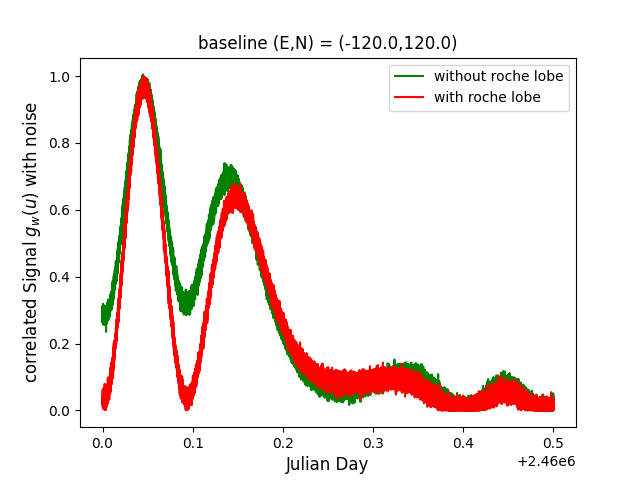 baseline (E,N) = (-120.0,120.0)
without roche lobe
with roche lobe
correlated Signal g_w(u) with noise
1.0
0.8
0.6
0.4
0.2
0.0
0.0 0.1 0.2 0.3 0.4 0.5
Julian Day
+2.46e6